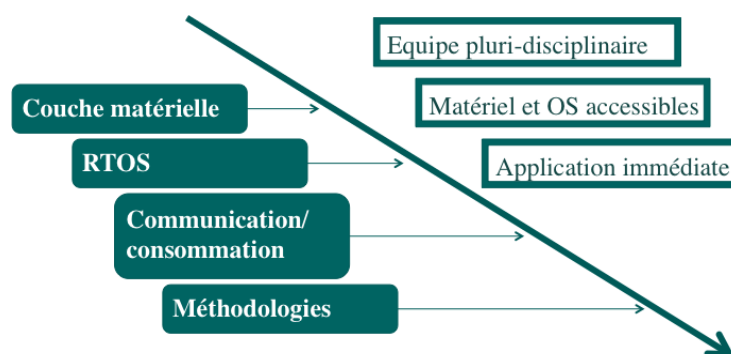 Equipe pluri-disciplinaire
Couche matérielle
Matériel et OS accessibles
RTOS
Application immédiate
Communication/
consommation
Méthodologies